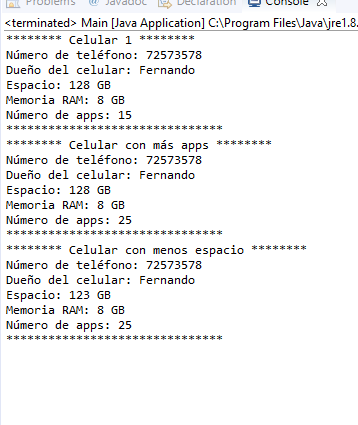 Problems @ Javadoc Declaration Console
<terminated> Main [Java Application] C:\Program Files\Java\jre1.8.
******** Celular 1 ********
Número de teléfono: 72573578
Dueño del celular: Fernando
Espacio: 128 GB
Memoria RAM: 8 GB
Número de apps: 15
*******************************
******** Celular con más apps ********
Número de teléfono: 72573578
Dueño del celular: Fernando
Espacio: 128 GB
Memoria RAM: 8 GB
Número de apps: 25
*******************************
******** Celular con menos espacio ********
Número de teléfono: 72573578
Dueño del celular: Fernando
Espacio: 123 GB
Memoria RAM: 8 GB
Número de apps: 25
*******************************